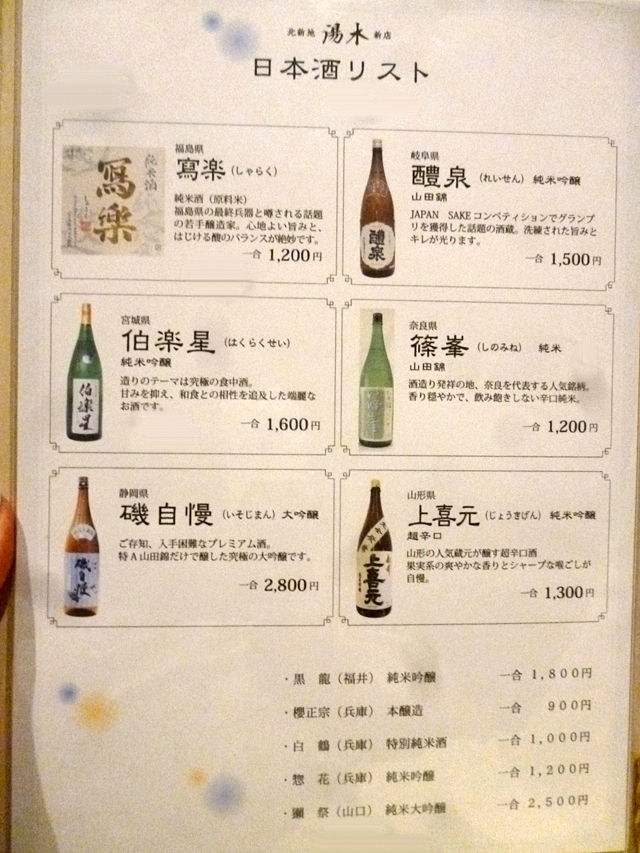 北新地 湯木 新店
日本酒リスト
福島県
寫楽（しゃらく）
純米酒（原料米）
福島県の最終兵器と噂される話題
の若手醸造家。心地よい旨みと、
はじける酸のバランスが絶妙です。
一合 1,200円
純米酒
寫楽
岐阜県
醴泉（れいせん） 純米吟醸
山田錦
JAPAN SAKEコンペティションでグランプ
リを獲得した話題の酒蔵。洗練された旨みと
キレが光ります。
一合 1,500円
醴泉
宮城県
伯楽星（はくらくせい）
純米吟醸
造りのテーマは究極の食中酒。
甘みを抑え、和食との相性を追及した端麗な
お酒です。
一合 1,600円
伯楽星
奈良県
篠峯（しのみね） 純米
山田錦
酒造り発祥の地、奈良を代表する人気銘柄。
香り穏やかで、飲み飽きしない辛口純米。
一合 1,200円
静岡県
磯自慢（いそじまん）大吟醸
ご存知、入手困難なプレミアム酒。
特A山田錦だけで醸した究極の大吟醸です。
一合 2,800円
磯自慢
山形県
上喜元（じょうきげん）純米吟醸
超辛口
山形の人気蔵元が醸す超辛口酒
果実系の爽やかな香りとシャープな喉ごしが
自慢。
一合 1,300円
上喜元
・黒 龍（福井） 純米吟醸 一合 1,800円
・櫻正宗（兵庫） 本醸造 一合 900円
・白 鶴（兵庫） 特別純米酒 一合 1,000円
・惣 花（兵庫） 純米吟醸 一合 1,200円
・獺 祭（山口） 純米大吟醸 一合 2,500円